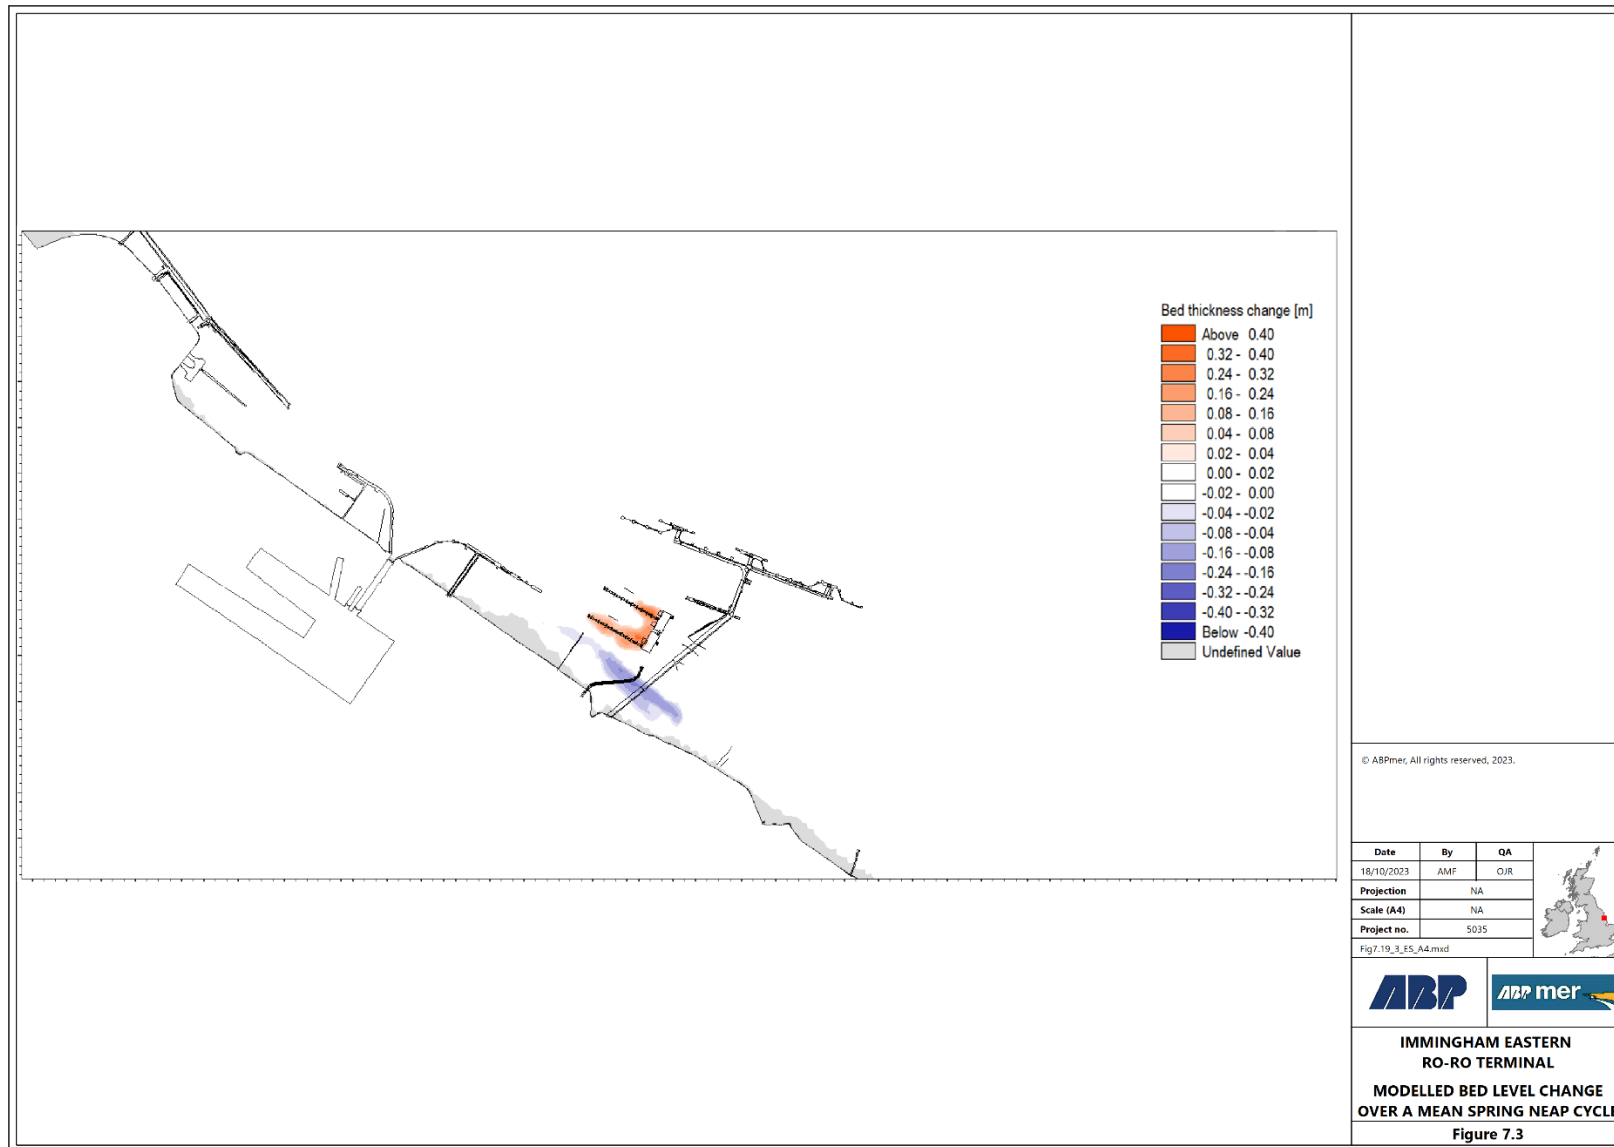 Bed thickness change [m]
Above 0.40
0.32 - 0.40
0.24 - 0.32
0.16 - 0.24
0.08 - 0.16
0.04 - 0.08
0.02 - 0.04
0.00 - 0.02
-0.02 - 0.00
-0.04 - -0.02
-0.08 - -0.04
-0.16 - -0.08
-0.24 - -0.16
-0.32 - -0.24
-0.40 - -0.32
Below -0.40
Undefined Value
© ABPmer, All rights reserved, 2023.
Date By QA
18/10/2023 AMF OJR
Projection NA
Scale (A4) NA
Project no. 5035
Fig7.19_3_ES_A4.mxd
ABP ABP mer
IMMINGHAM EASTERN
RO-RO TERMINAL
MODELLED BED LEVEL CHANGE
OVER A MEAN SPRING NEAP CYCLE
Figure 7.3